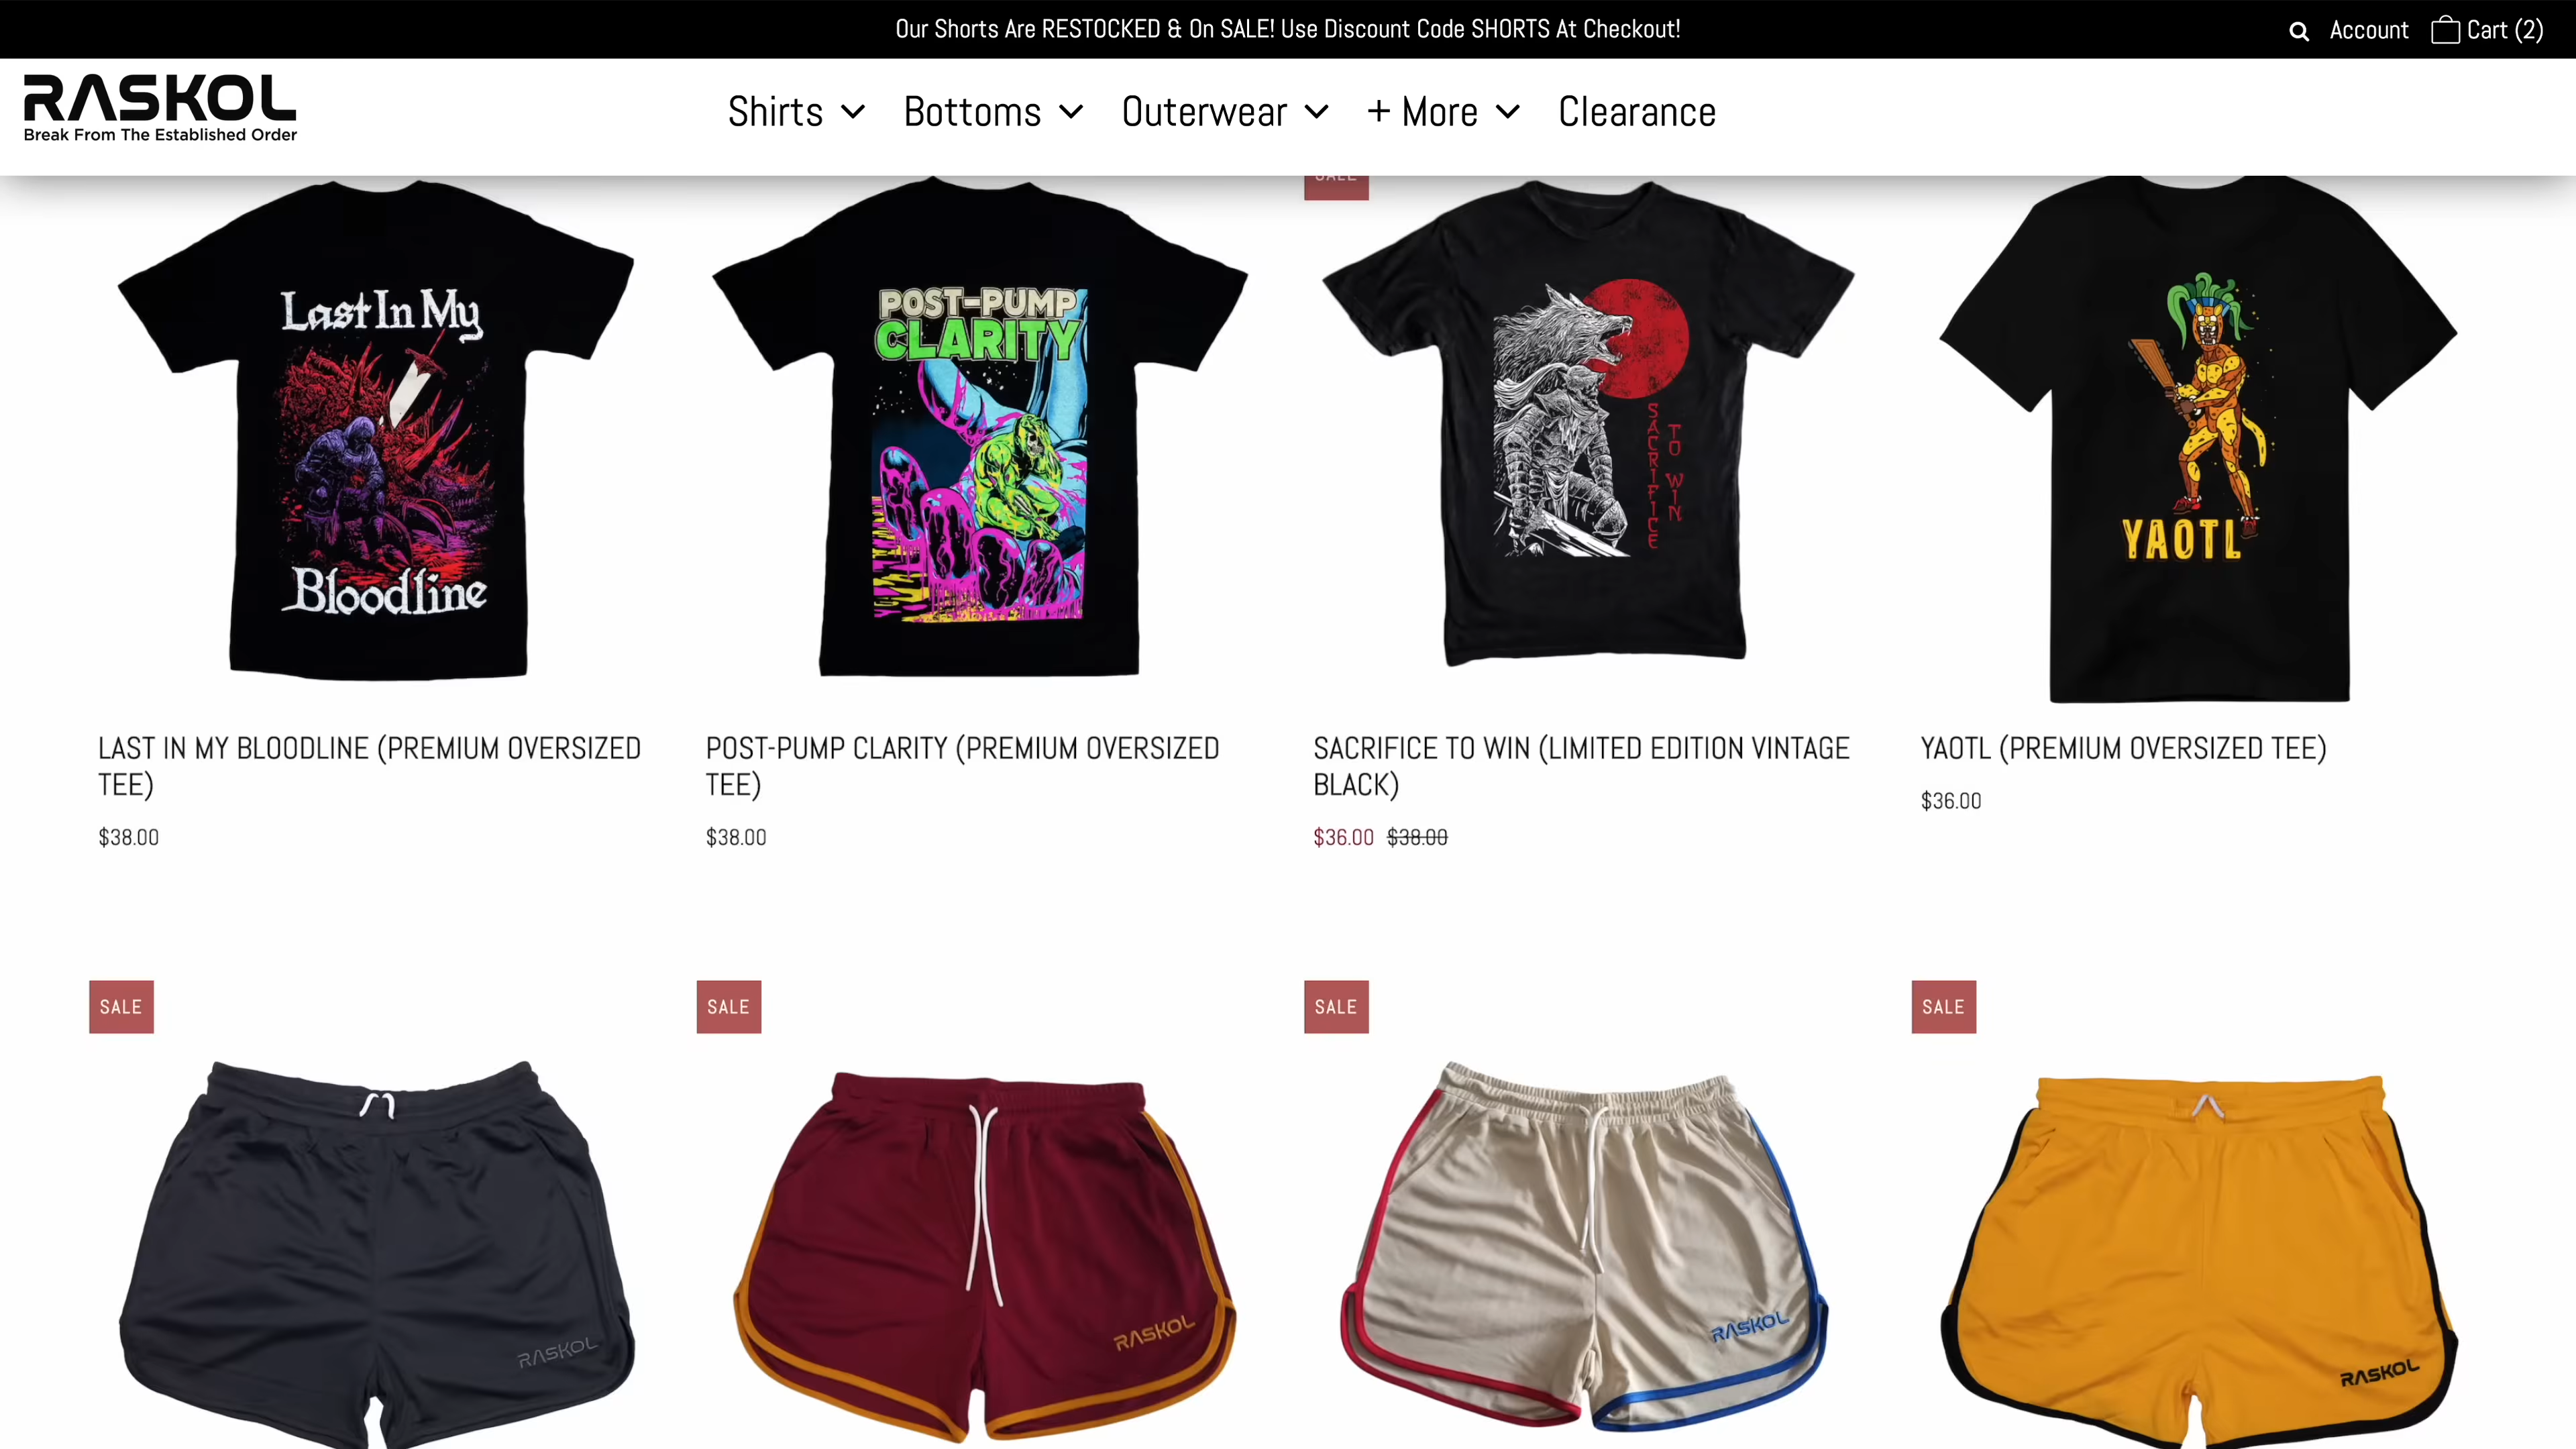 Our Shorts Are RESTOCKED & On SALE! Use Discount Code SHORTS At Checkout!
Account
Cart (2)
RASKOL
Break From The Established Order
Shirts
Bottoms
Outerwear
+ More
Clearance
SALE
Last In My
Bloodline
POST-PUMP
CLARITY
SACRIFICE
TO WIN
YAOTL
LAST IN MY BLOODLINE (PREMIUM OVERSIZED
TEE)
$38.00
POST-PUMP CLARITY (PREMIUM OVERSIZED
TEE)
$38.00
SACRIFICE TO WIN (LIMITED EDITION VINTAGE
BLACK)
$36.00 $38.00
YAOTL (PREMIUM OVERSIZED TEE)
$36.00
SALE
SALE
SALE
SALE
RASKOL
RASKOL
RASKOL
RASKOL